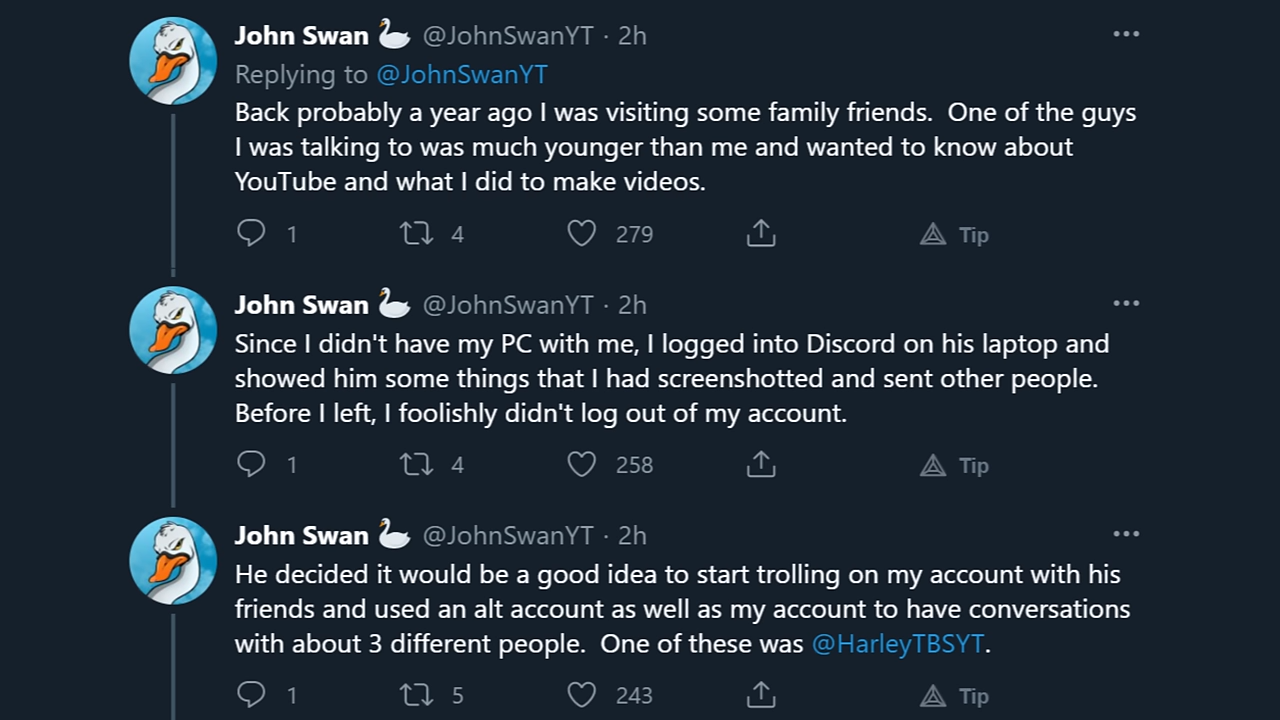 John Swan 🦢 @JohnSwanYT · 2h
Replying to @JohnSwanYT
Back probably a year ago I was visiting some family friends.  One of the guys
I was talking to was much younger than me and wanted to know about
YouTube and what I did to make videos.
1 4 279 Tip
John Swan 🦢 @JohnSwanYT · 2h
Since I didn't have my PC with me, I logged into Discord on his laptop and
showed him some things that I had screenshotted and sent other people.
Before I left, I foolishly didn't log out of my account.
1 4 258 Tip
John Swan 🦢 @JohnSwanYT · 2h
He decided it would be a good idea to start trolling on my account with his
friends and used an alt account as well as my account to have conversations
with about 3 different people.  One of these was @HarleyTBSYT.
1 5 243 Tip